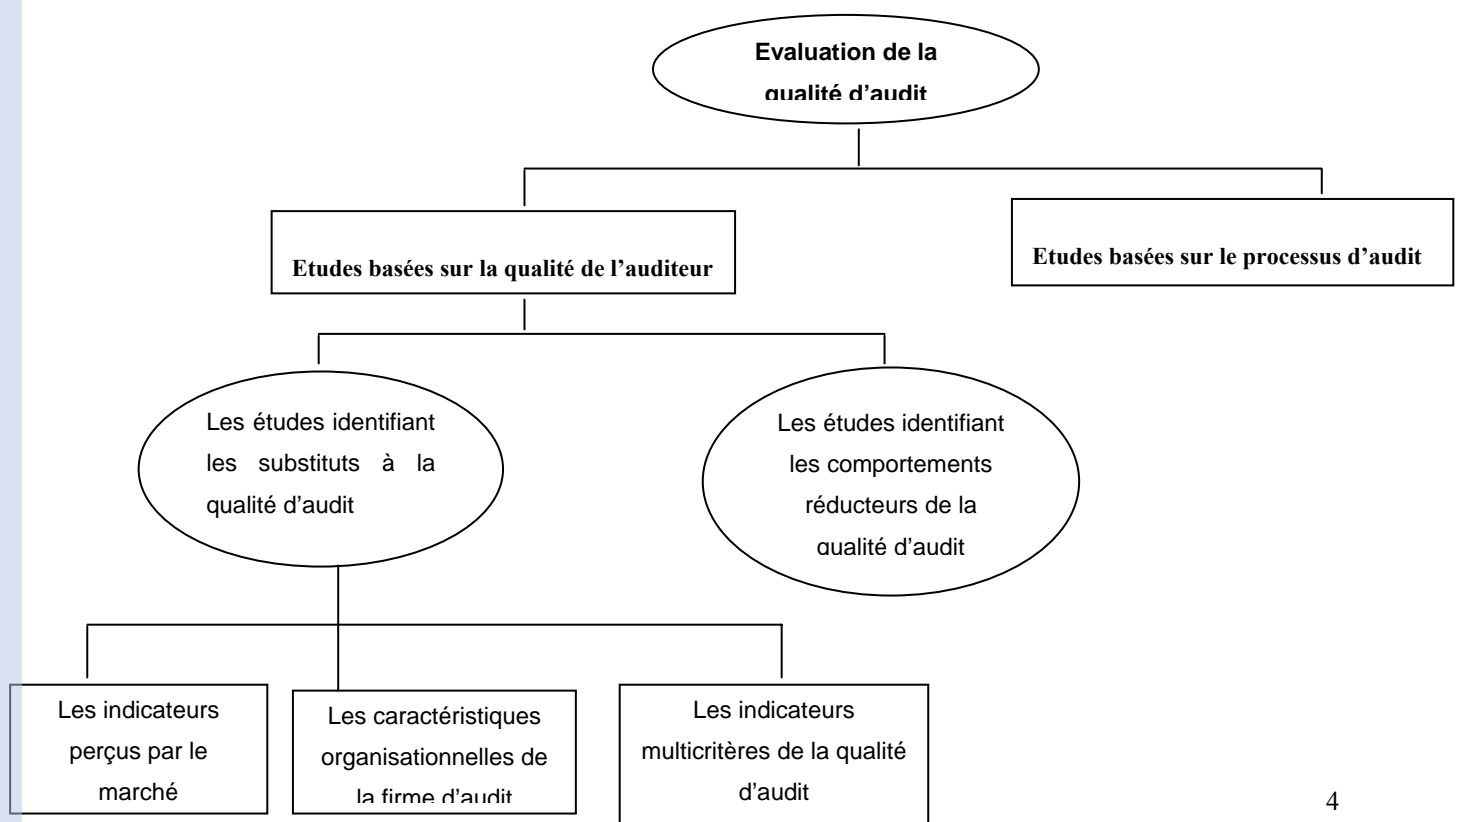 Evaluation de la
qualité d’audit
Etudes basées sur la qualité de l’auditeur
Etudes basées sur le processus d’audit
Les études identifiant
les substituts à la
qualité d’audit
Les études identifiant
les comportements
réducteurs de la
qualité d’audit
Les indicateurs
perçus par le
marché
Les caractéristiques
organisationnelles de
la firme d’audit
Les indicateurs
multicritères de la qualité
d’audit
4